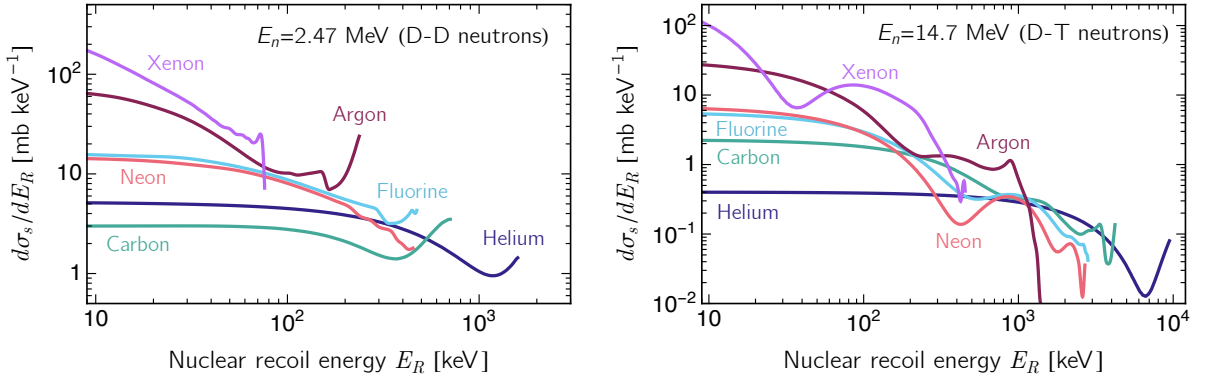 E_n=2.47 MeV (D-D neutrons)
Xenon
Argon
Neon
Fluorine
Carbon
Helium
10^2
10
1
10
10^2
10^3
dσ_s/dE_R [mb keV^−1]
Nuclear recoil energy E_R [keV]
E_n=14.7 MeV (D-T neutrons)
Xenon
Argon
Fluorine
Carbon
Helium
Neon
10^2
10
1
10^−1
10^−2
10
10^2
10^3
10^4
dσ_s/dE_R [mb keV^−1]
Nuclear recoil energy E_R [keV]